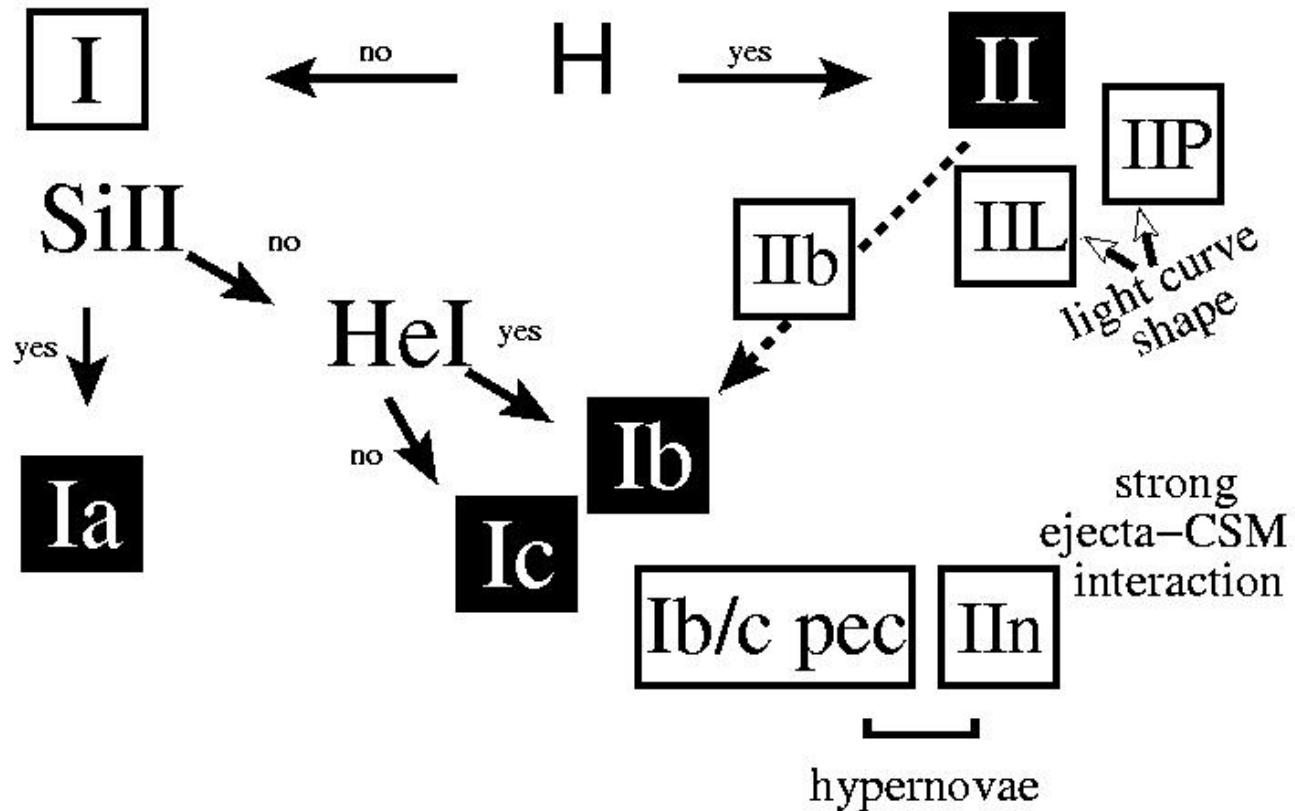 I
no
H
yes
II
IIP
SiII
no
IIb
IIL
light curve
shape
yes
HeI
yes
no
Ib
Ia
Ic
strong
ejecta–CSM
interaction
Ib/c pec
IIn
hypernovae